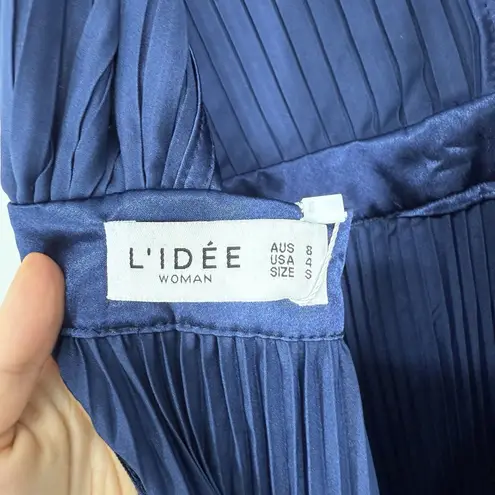 L'IDÉE
WOMAN
AUS 8
USA 4
SIZE S